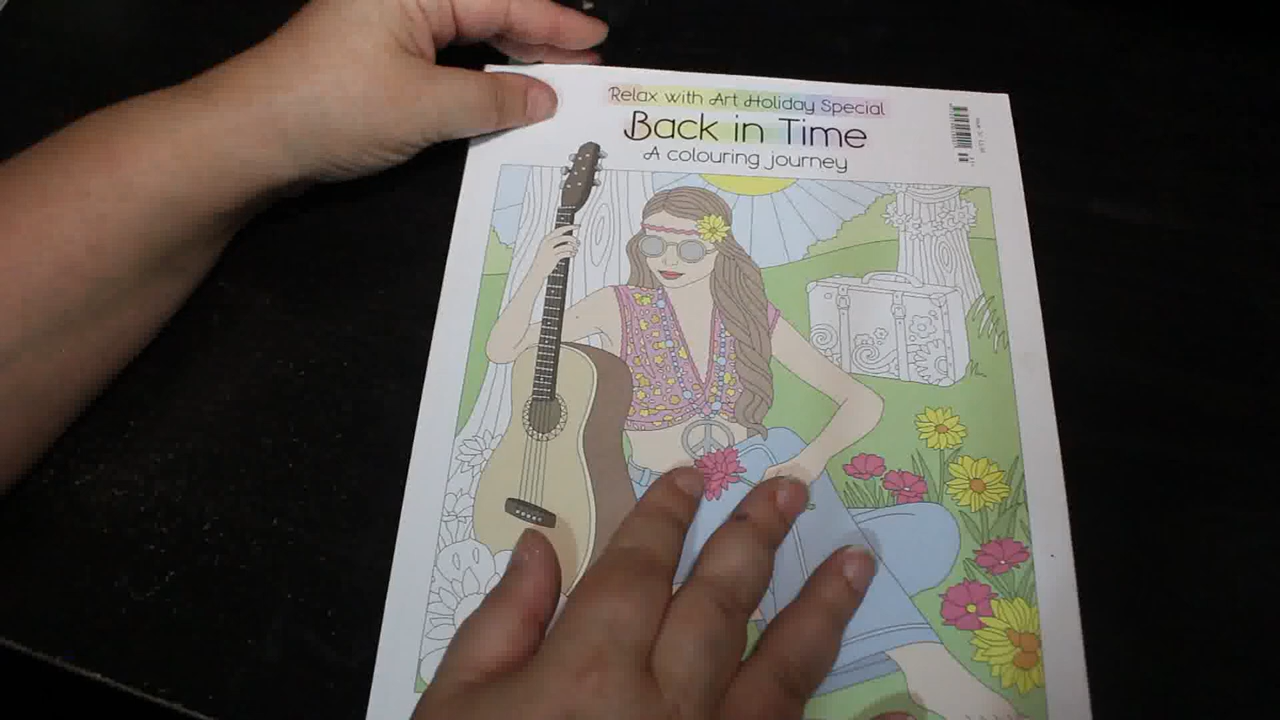 Relax with Art Holiday Special
Back in Time
A colouring journey